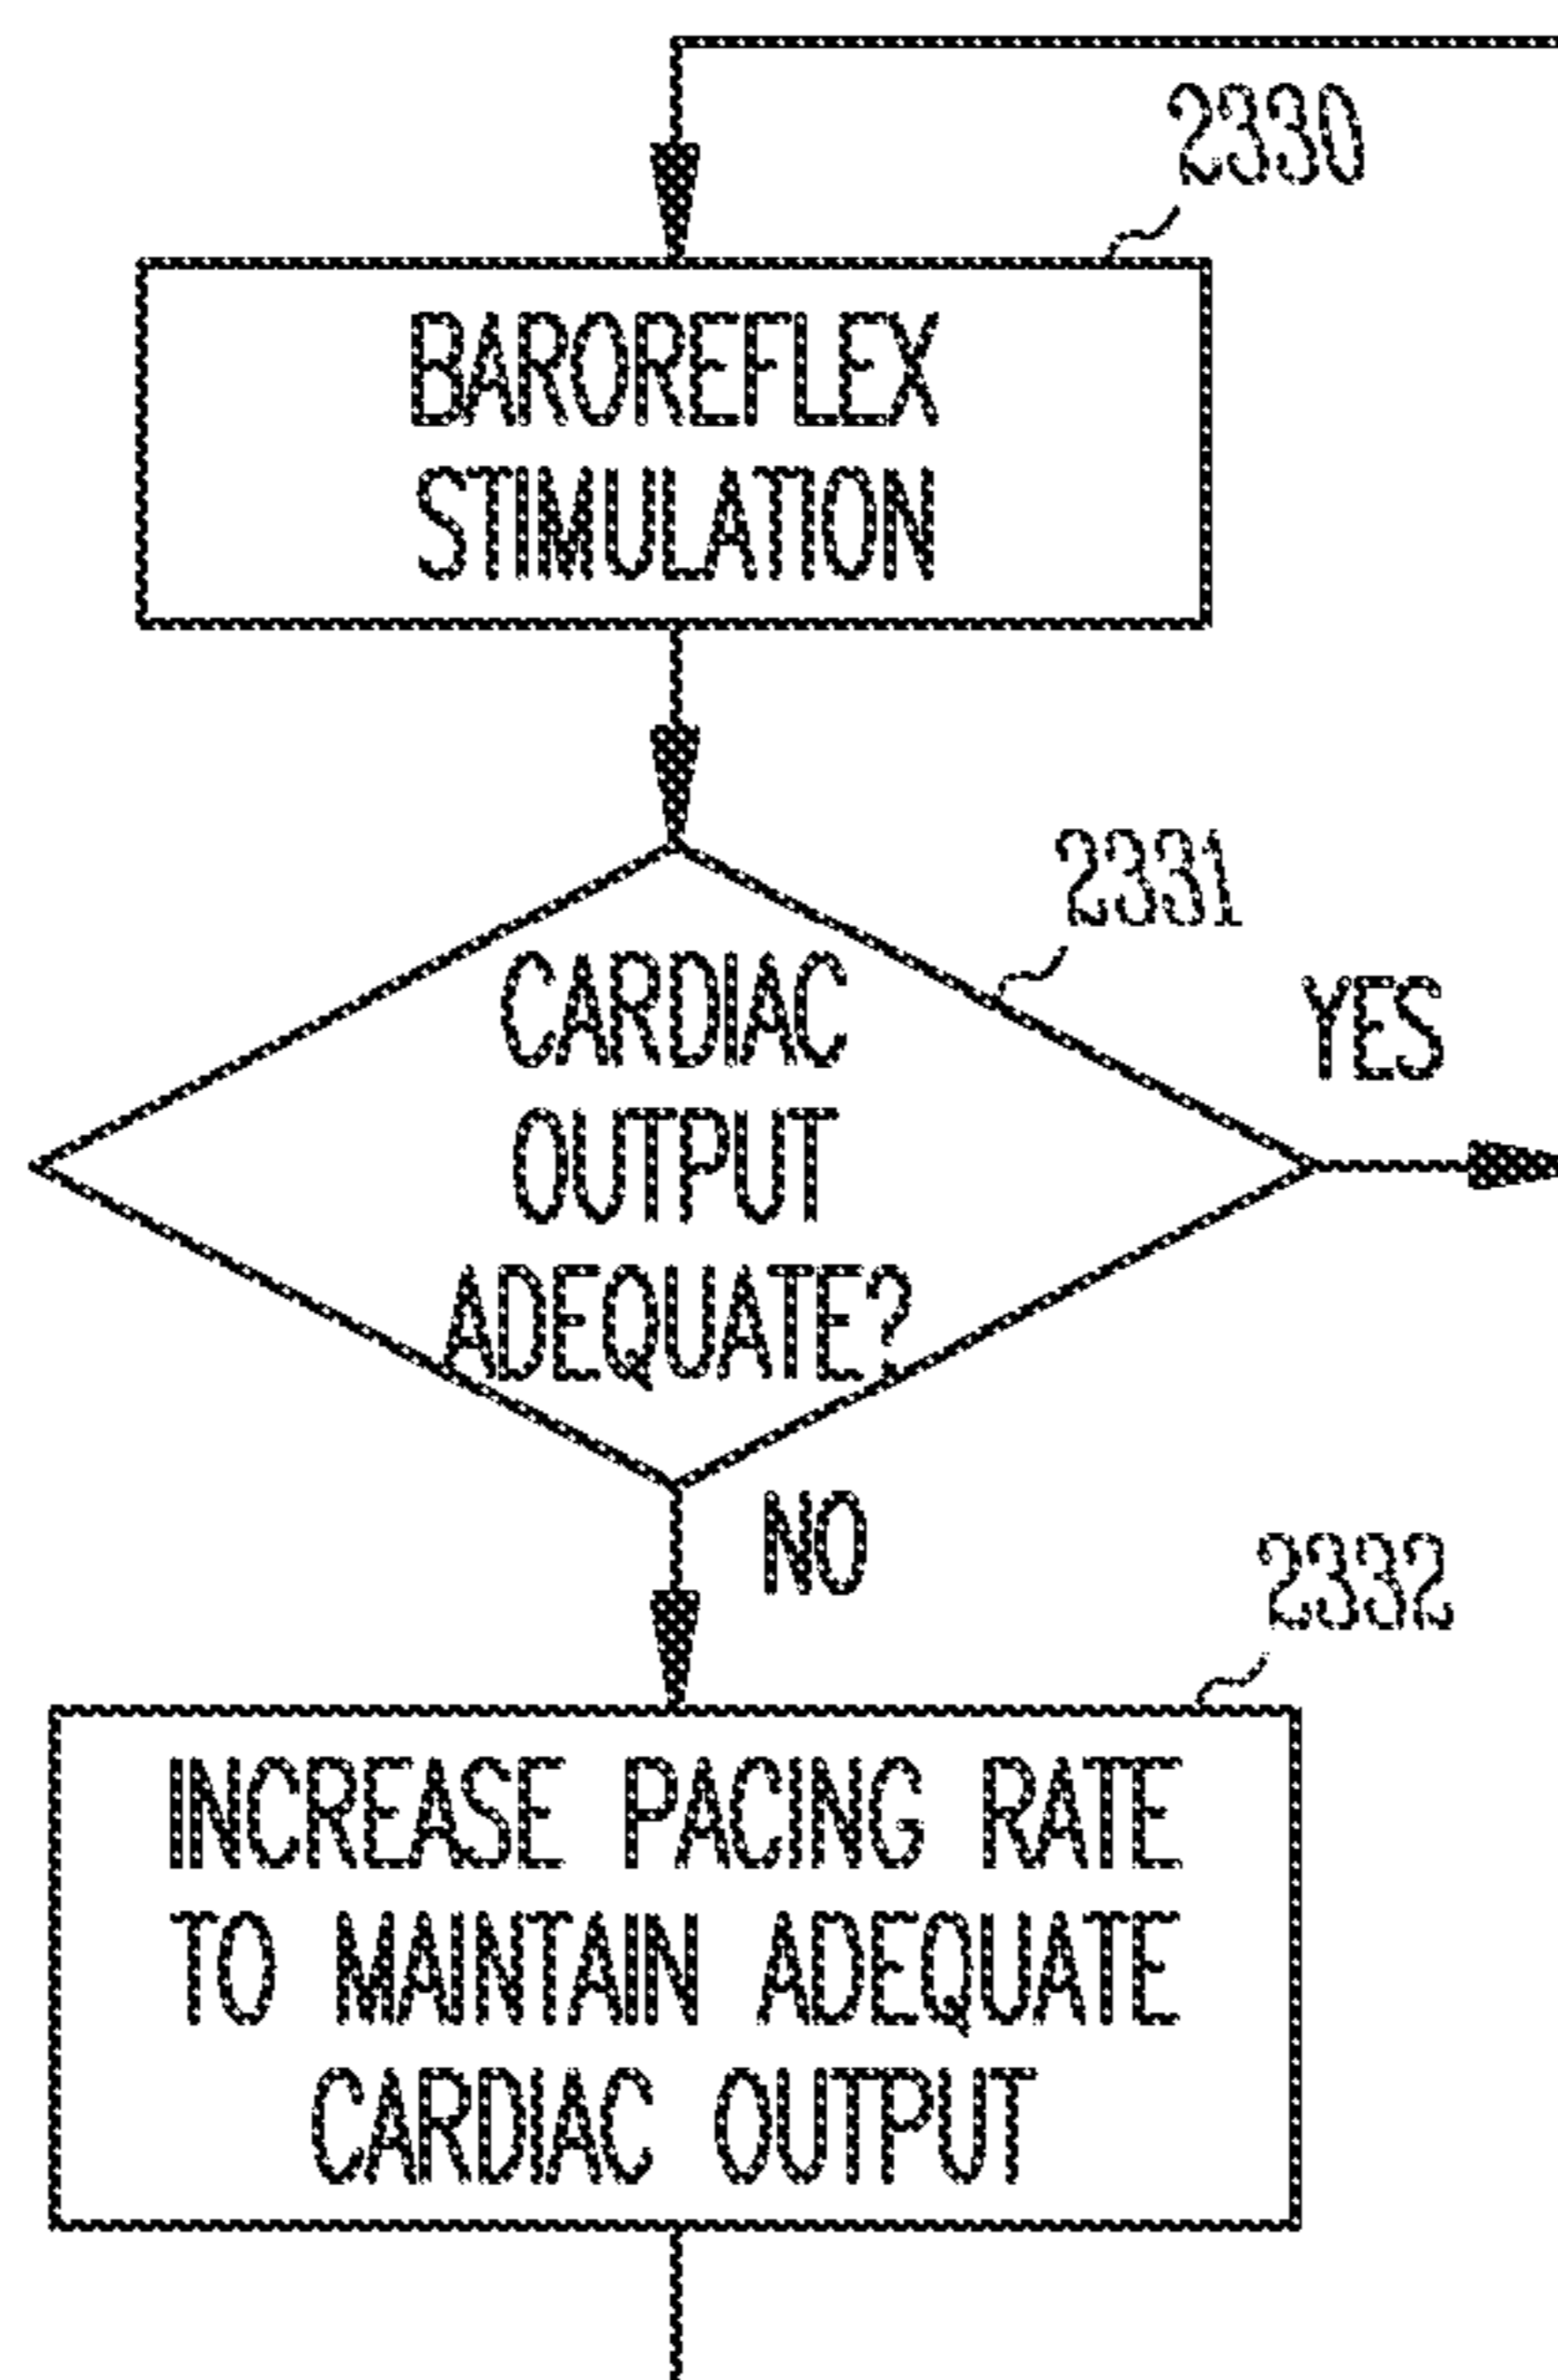 2330
BAROREFLEX
STIMULATION
2331
CARDIAC
OUTPUT
ADEQUATE?
YES
NO
2332
INCREASE PACING RATE
TO MAINTAIN ADEQUATE
CARDIAC OUTPUT